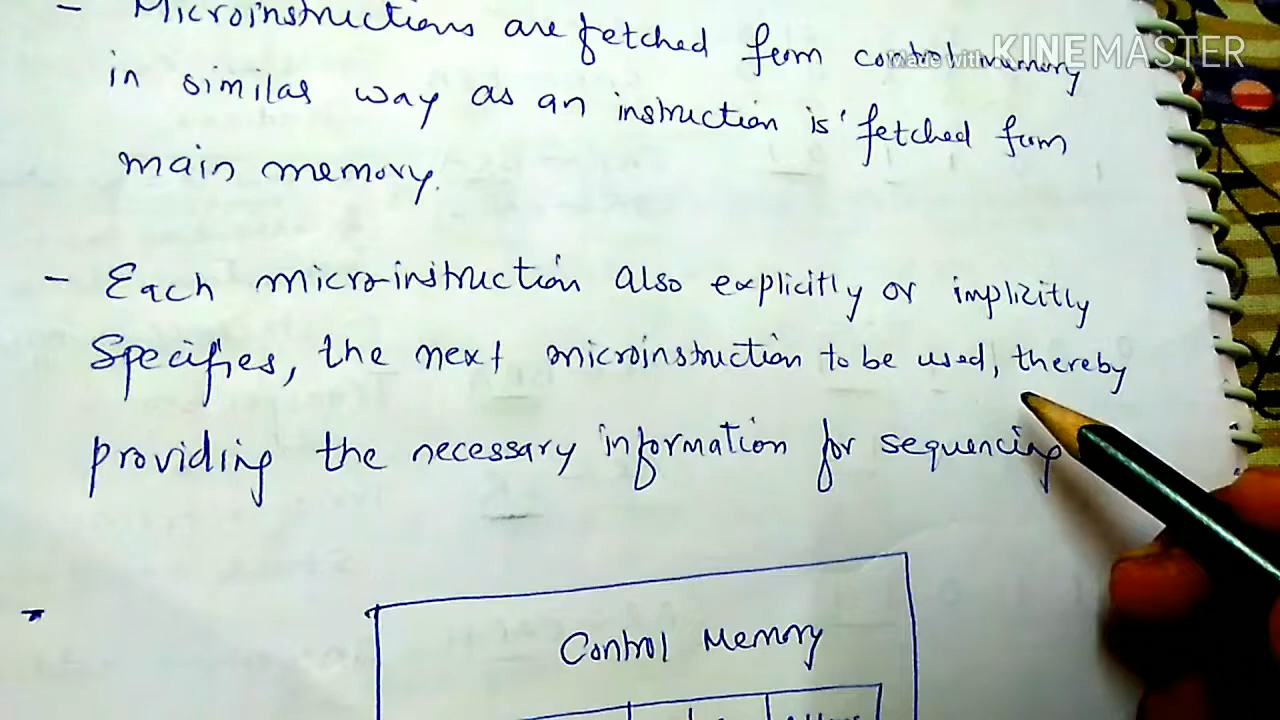 - Microinstructions are fetched from control memory
Made with KINEMASTER
in similar way as an instruction is fetched from
main memory.
- Each micro-instruction also explicitly or implicitly
Specifies, the next microinstruction to be used, thereby
providing the necessary information for sequencing
Control Memory